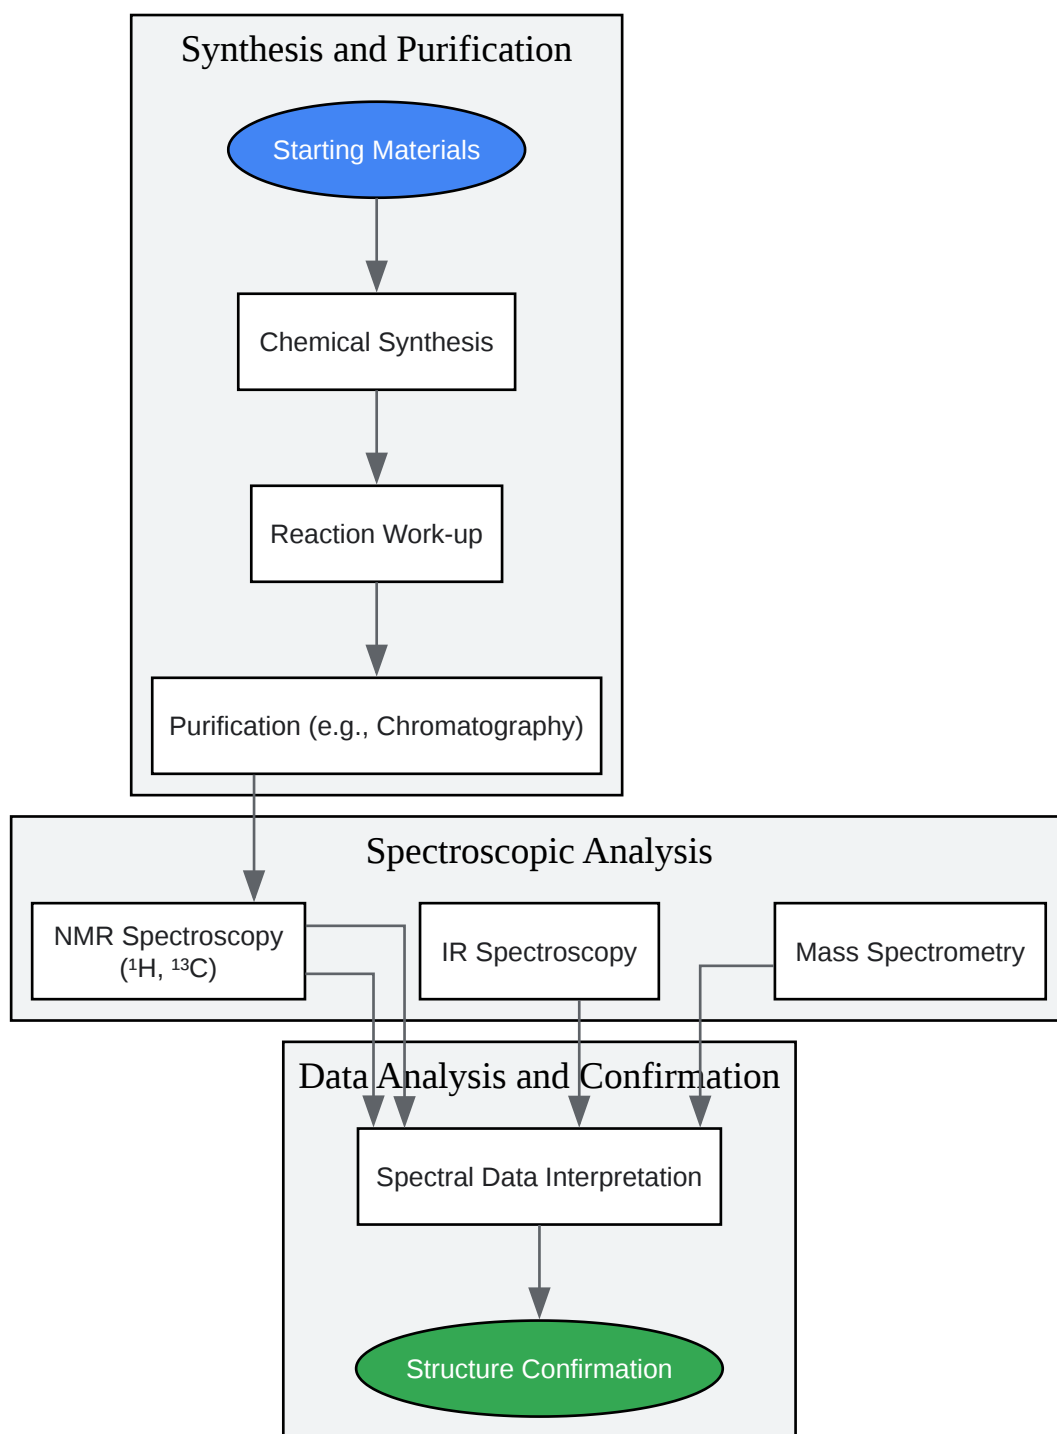 Synthesis and Purification
Starting Materials
Chemical Synthesis
Reaction Work-up
Purification (e.g., Chromatography)
Spectroscopic Analysis
NMR Spectroscopy
(¹H, ¹³C)
IR Spectroscopy
Mass Spectrometry
Data Analysis and Confirmation
Spectral Data Interpretation
Structure Confirmation